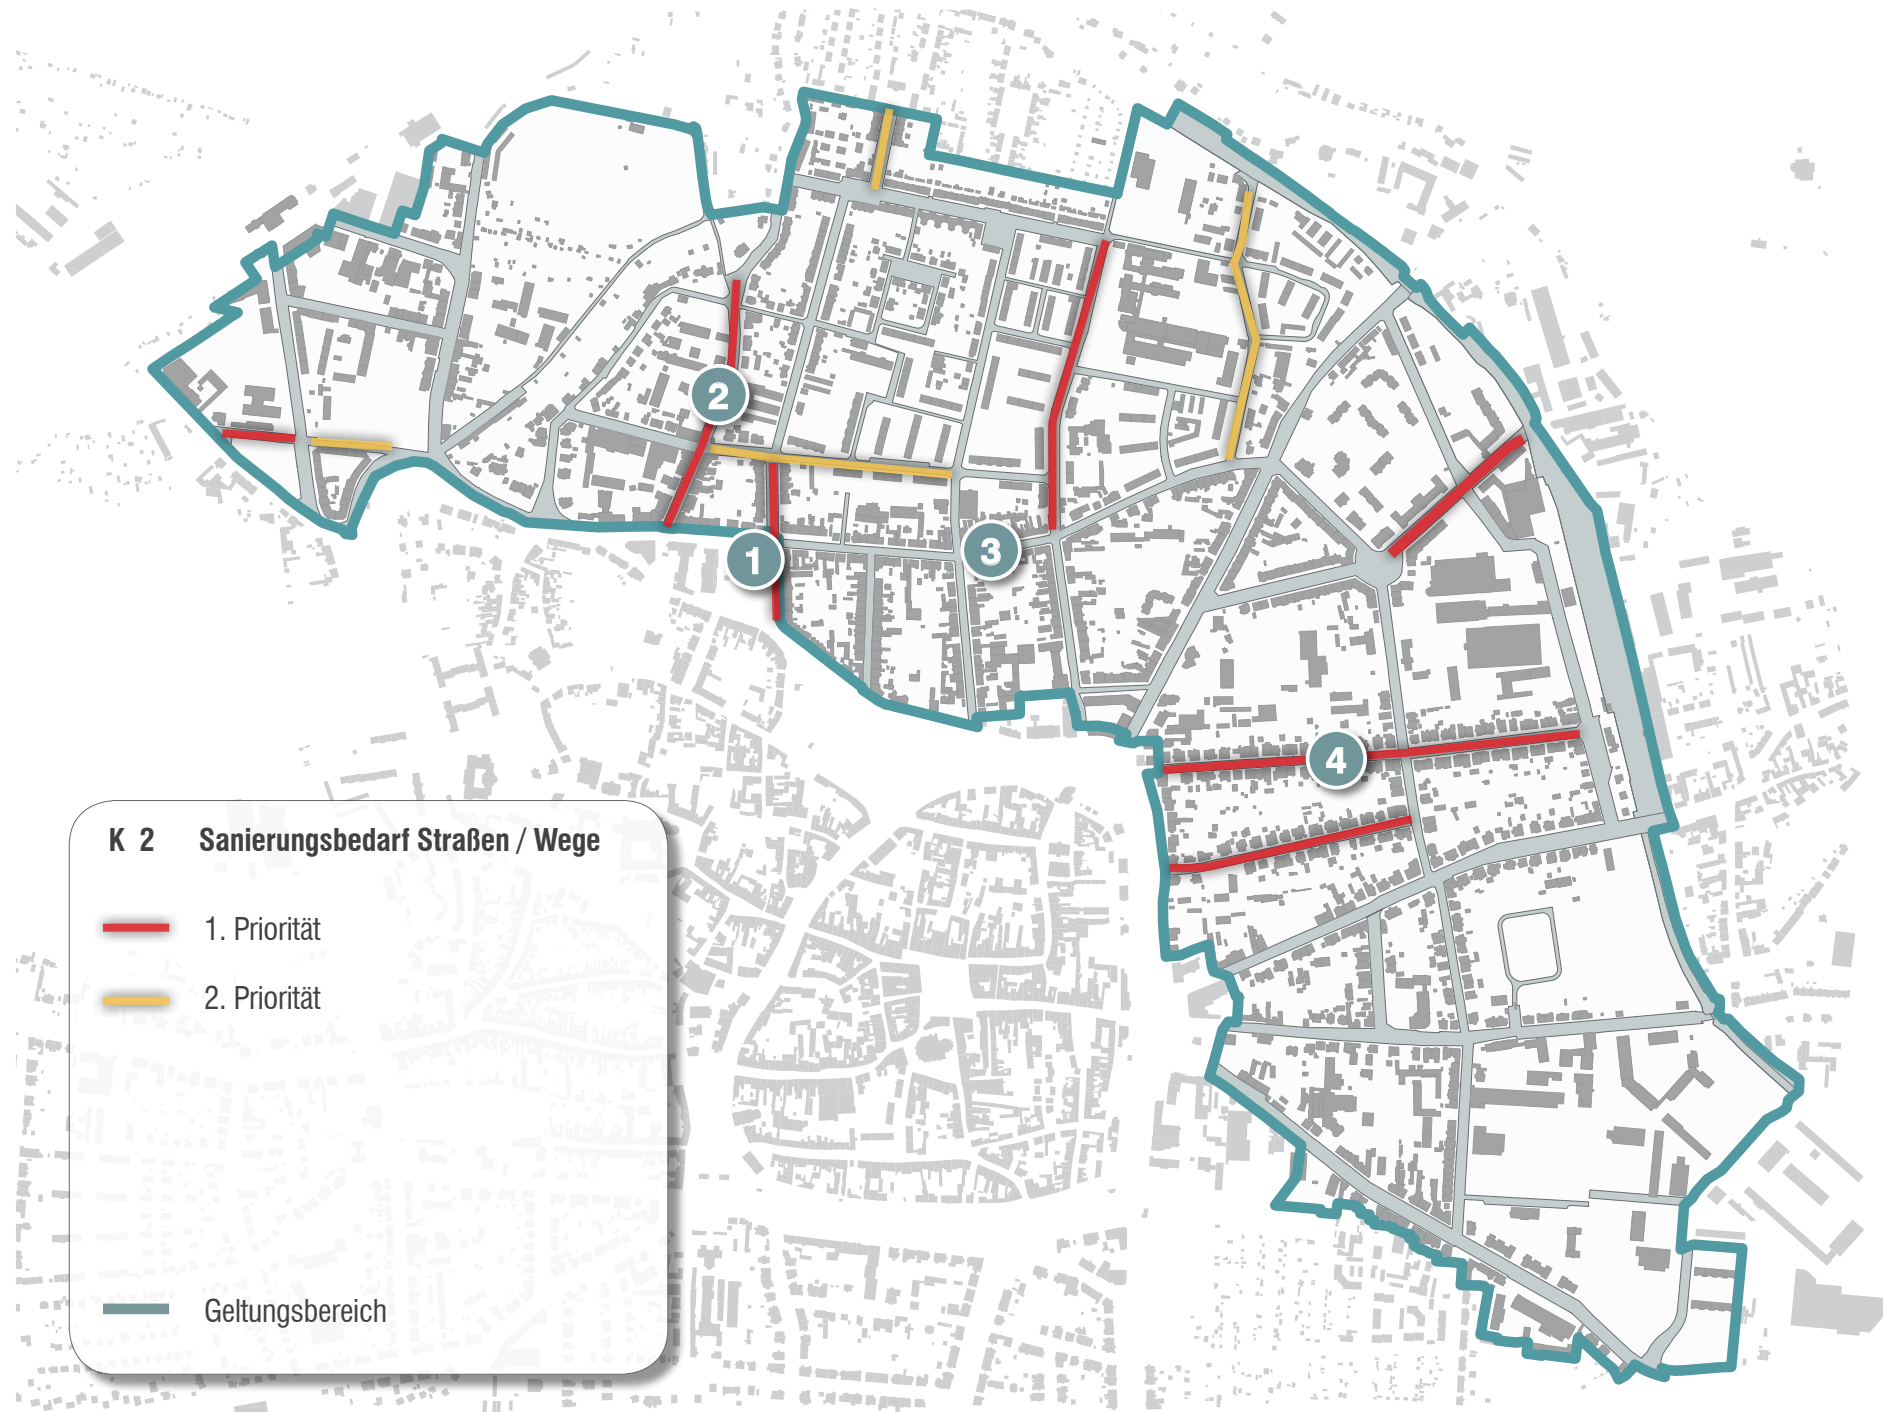 2
1
3
4
K 2 Sanierungsbedarf Straßen / Wege
1. Priorität
2. Priorität
Geltungsbereich